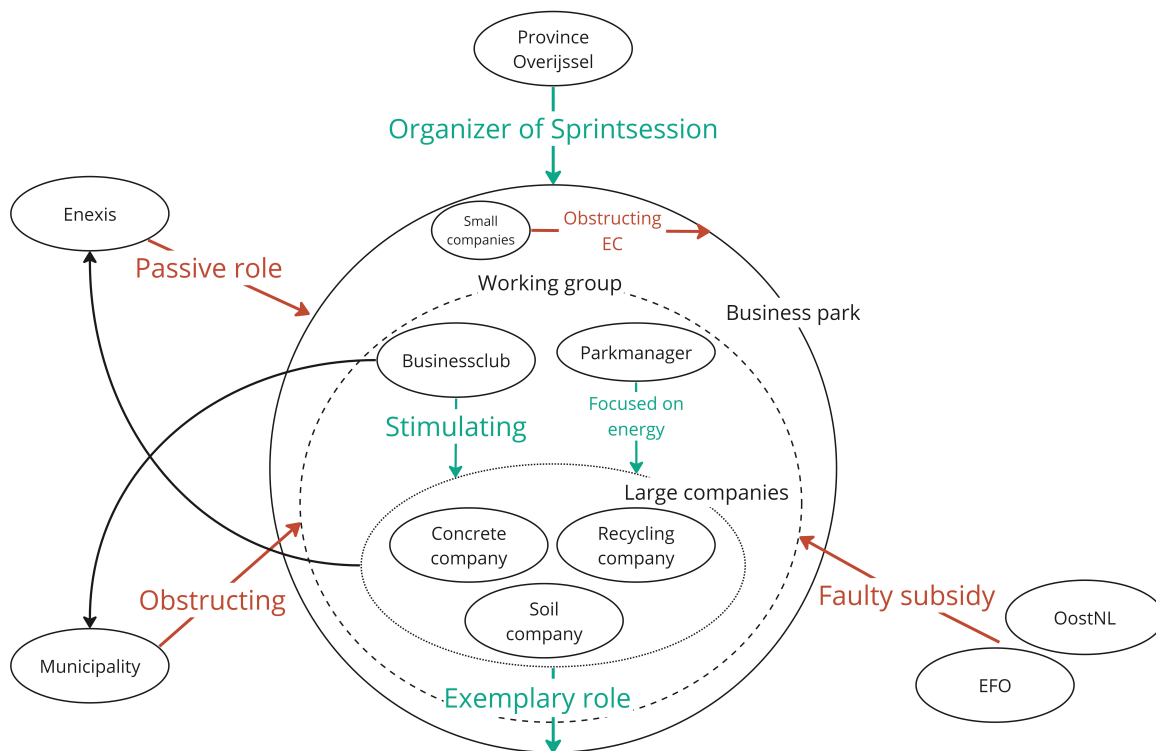 Province
Overijssel
Organizer of Sprintsession
Enexis
Small
companies
Obstructing
EC
Passive role
Working group
Business park
Businessclub
Parkmanager
Stimulating
Focused on
energy
Large companies
Concrete
company
Recycling
company
Obstructing
Soil
company
Faulty subsidy
OostNL
Municipality
EFO
Exemplary role